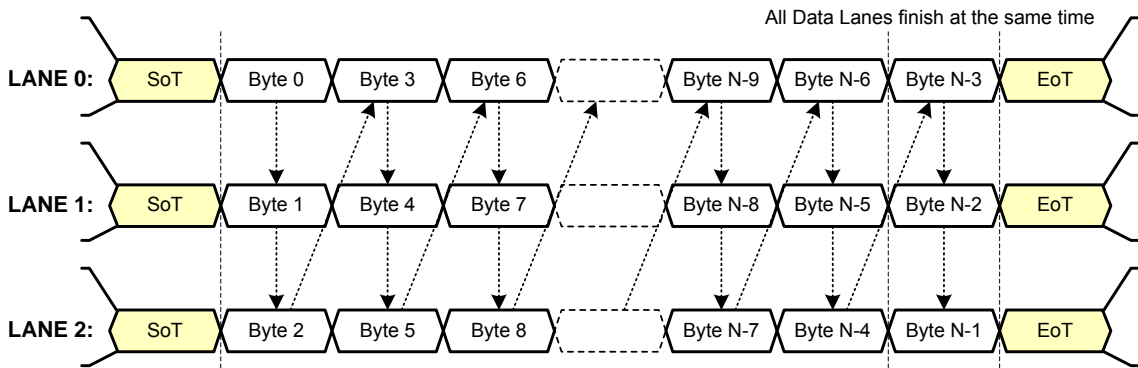 All Data Lanes finish at the same time
LANE 0: SoT Byte 0 Byte 3 Byte 6 Byte N-9 Byte N-6 Byte N-3 EoT
LANE 1: SoT Byte 1 Byte 4 Byte 7 Byte N-8 Byte N-5 Byte N-2 EoT
LANE 2: SoT Byte 2 Byte 5 Byte 8 Byte N-7 Byte N-4 Byte N-1 EoT